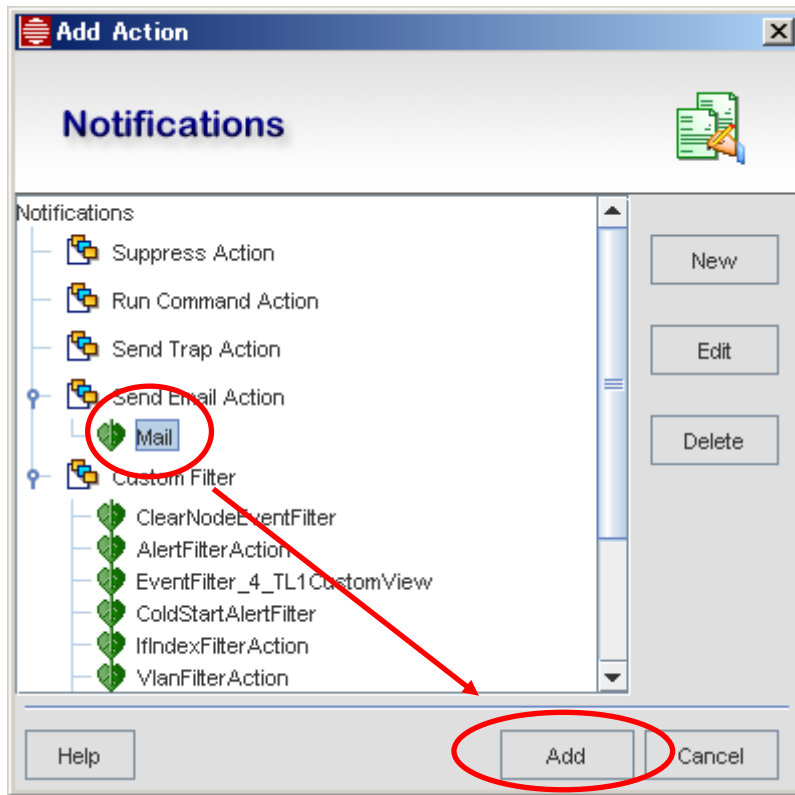 Add Action
Notifications
Notifications
Suppress Action
Run Command Action
Send Trap Action
Send Email Action
Mail
Custom Filter
ClearNodeEventFilter
AlertFilterAction
EventFilter_4_TL1CustomView
ColdStartAlertFilter
IfIndexFilterAction
VlanFilterAction
New
Edit
Delete
Help
Add
Cancel